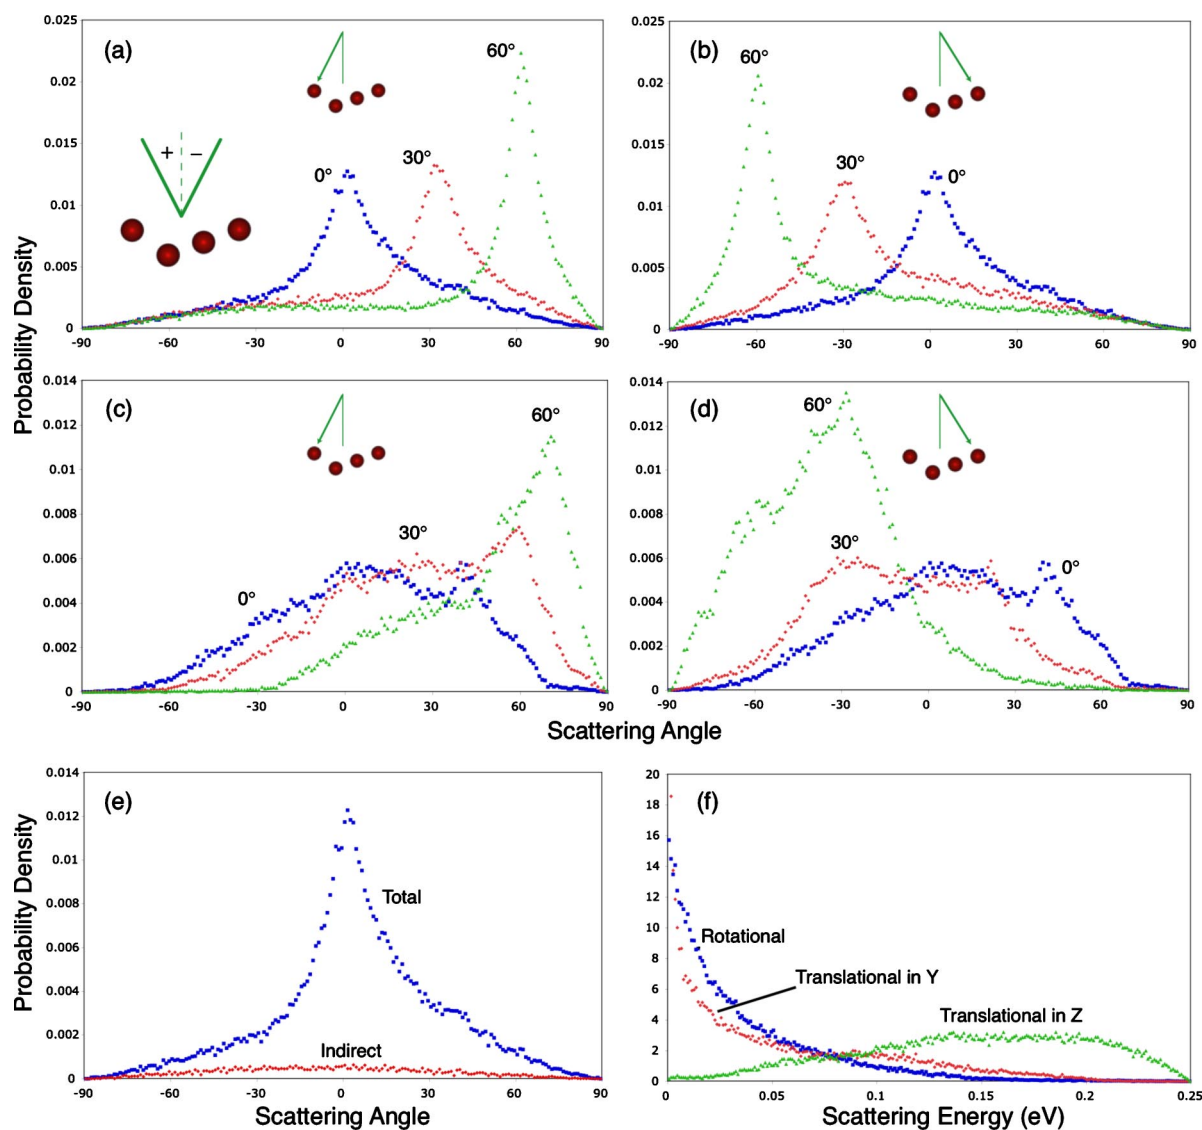 (a)
0.025
0.02
0.015
0.01
0.005
0
+ −
0°
30°
60°
-90 -60 -30 0 30 60 90
(b)
0.025
0.02
0.015
0.01
0.005
0
60°
30°
0°
-90 -60 -30 0 30 60 90
Probability Density
(c)
0.014
0.012
0.01
0.008
0.006
0.004
0.002
0
0°
30°
60°
-90 -60 -30 0 30 60 90
(d)
0.014
0.012
0.01
0.008
0.006
0.004
0.002
0
60°
30°
0°
-90 -60 -30 0 30 60 90
Scattering Angle
(e)
0.014
0.012
0.01
0.008
0.006
0.004
0.002
0
Probability Density
Total
Indirect
-90 -60 -30 0 30 60 90
Scattering Angle
(f)
20
18
16
14
12
10
8
6
4
2
0
Rotational
Translational in Y
Translational in Z
0 0.05 0.1 0.15 0.2 0.25
Scattering Energy (eV)